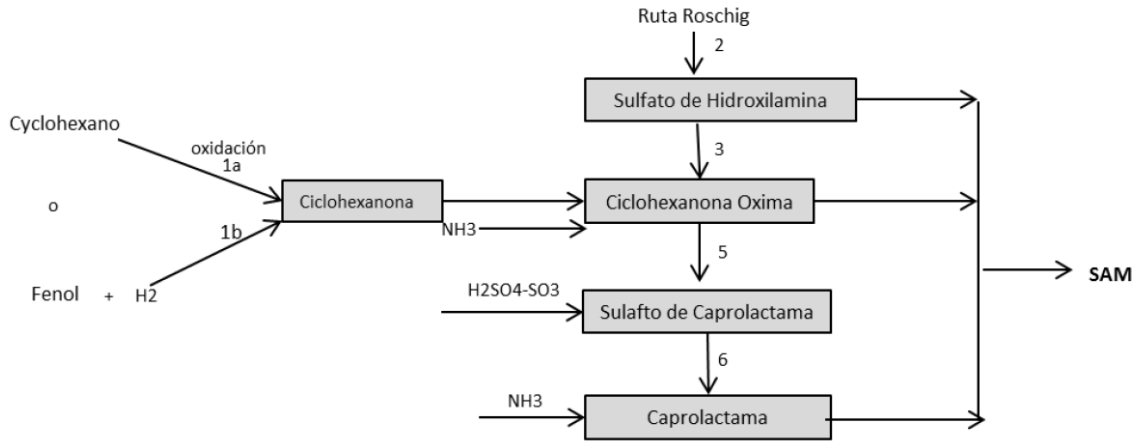 Ruta Roschig
2
Sulfato de Hidroxilamina
Cyclohexano
oxidación
1a
3
o
Ciclohexanona
Ciclohexanona Oxima
NH3
1b
5
Fenol + H2
H2SO4-SO3
SAM
Sulafto de Caprolactama
6
NH3
Caprolactama